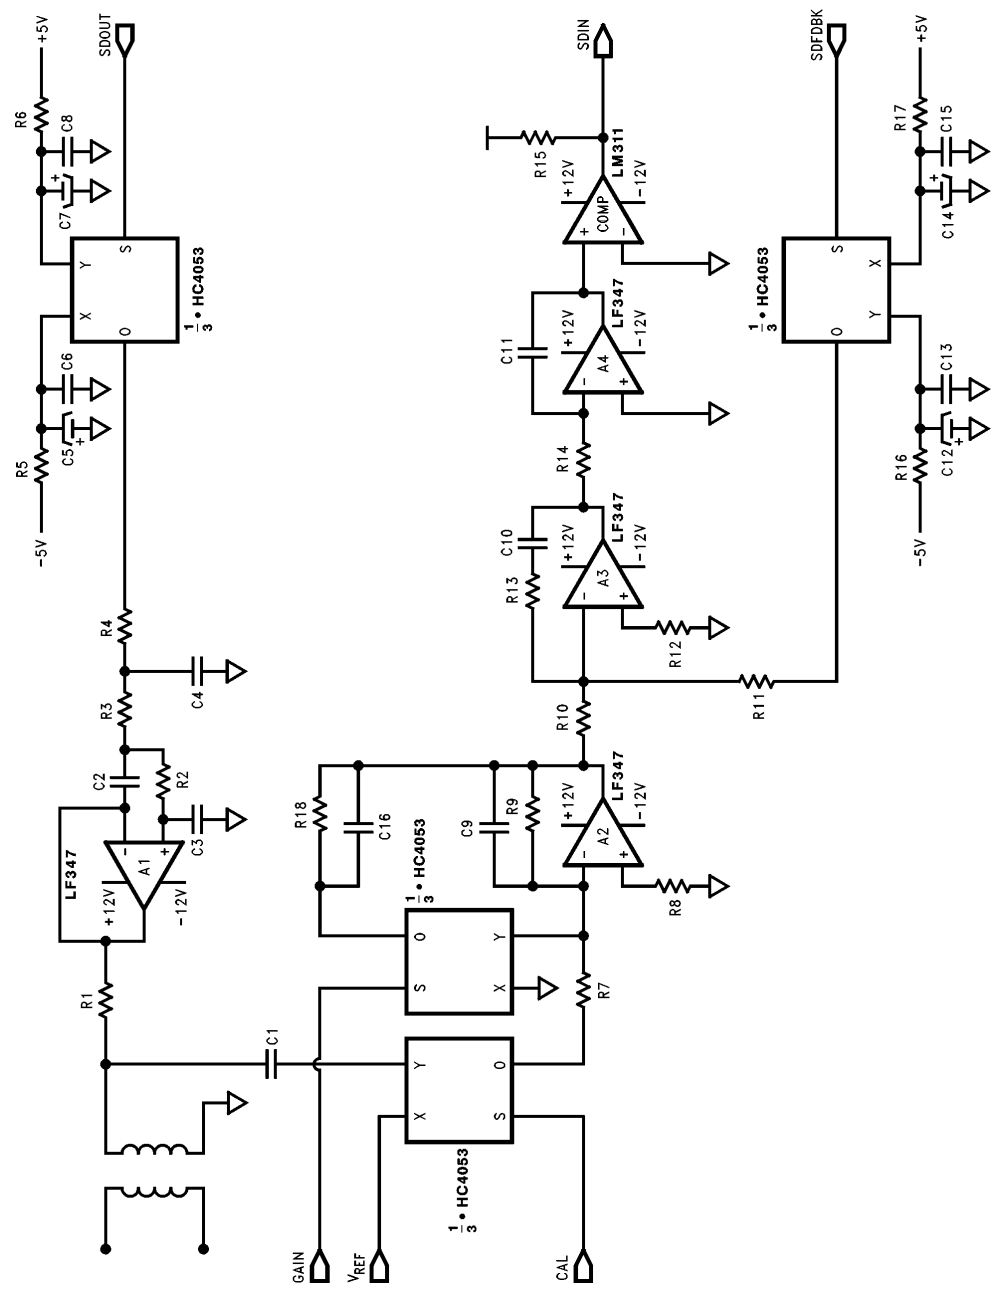 +5V
R6
C8
+
C7
SDOUT
Y
S
X
O
1/3 • HC4053
C6
C5
+
R5
-5V
R4
C4
R3
C2
R2
C3
LF347
-
+
A1
+12V
-12V
R1
C1
GAIN
VREF
CAL
1/3 • HC4053
Y
O
X
S
1/3 • HC4053
O
Y
S
X
R18
C16
C9
R9
R7
LF347
+12V
-12V
A2
-
+
R8
R10
R11
R12
R13
C10
LF347
+12V
-12V
A3
-
+
R14
C11
LF347
+12V
-12V
A4
-
+
LM311
+12V
-12V
COMP
+
-
R15
SDIN
SDFDBK
1/3 • HC4053
S
X
O
Y
+5V
R17
C15
+
C14
C13
C12
+
R16
-5V